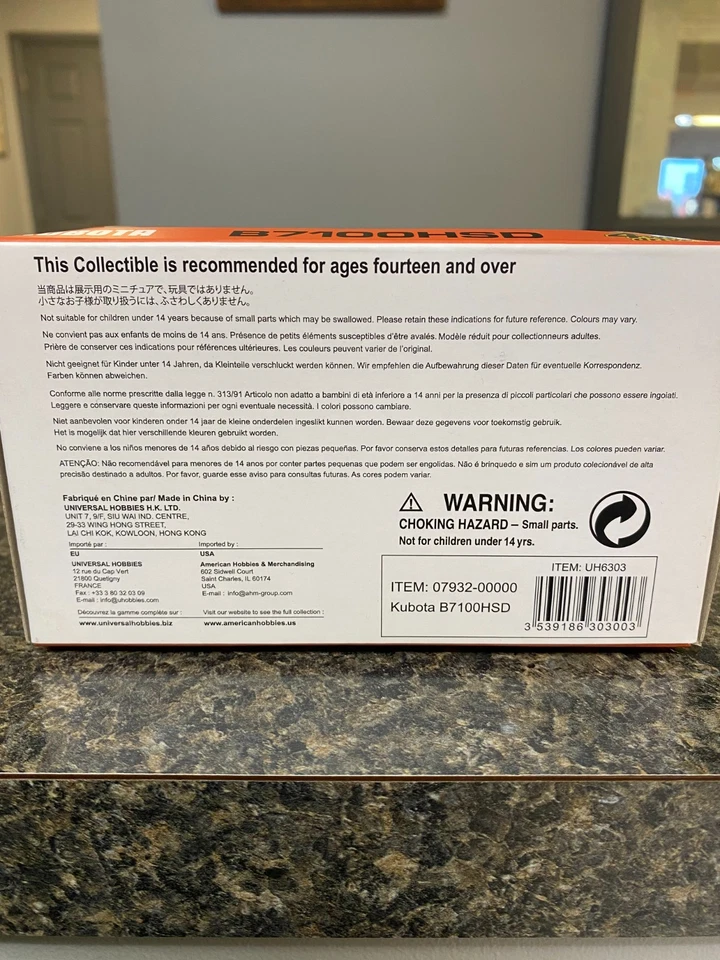 B7100HSD
This Collectible is recommended for ages fourteen and over
当商品は展示用のミニチュアで、玩具ではありません。
小さなお子様が取り扱うには、ふさわしくありません。
Not suitable for children under 14 years because of small parts which may be swallowed. Please retain these indications for future reference. Colours may vary.
Ne convient pas aux enfants de moins de 14 ans. Présence de petits éléments susceptibles d'être avalés. Modèle réduit pour collectionneurs adultes.
Prière de conserver ces indications pour références ultérieures. Les couleurs peuvent varier de l'original.
Nicht geeignet für Kinder unter 14 Jahren, da Kleinteile verschluckt werden können. Wir empfehlen die Aufbewahrung dieser Daten für eventuelle Korrespondenz.
Farben können abweichen.
Conforme alle norme prescritte dalla legge n. 313/91 Articolo non adatto a bambini di età inferiore a 14 anni per la presenza di piccoli particolari che possono essere ingoiati.
Leggere e conservare queste informazioni per ogni eventuale necessità. I colori possono cambiare.
Niet aanbevolen voor kinderen onder 14 jaar de kleine onderdelen ingeslikt kunnen worden. Bewaar deze gegevens voor toekomstig gebruik.
Het is mogelijk dat hier verschillende kleuren gebruikt worden.
No conviene a los niños menores de 14 años debido al riesgo con piezas pequeñas. Por favor conserva estos detalles para futuras referencias. Los colores pueden variar.
ATENÇÃO: Não recomendável para menores de 14 anos por conter partes pequenas que podem ser engolidas. Não é brinquedo e sim um produto colecionável de alta
precisão destinado a adultos. Por favor, guarde esse aviso para consultas futuras. As cores podem variar.
Fabriqué en Chine par/ Made in China by :
UNIVERSAL HOBBIES H.K. LTD.
UNIT 7, 9/F, SIU WAI IND. CENTRE,
29-33 WING HONG STREET,
LAI CHI KOK, KOWLOON, HONG KONG
Importé par :
EU
UNIVERSAL HOBBIES
12 rue du Cap Vert
21800 Quetigny
FRANCE
Fax : +33 3 80 32 03 09
E-mail : info@uhobbies.com
Découvrez la gamme complète sur :
www.universalhobbies.biz
Imported by :
USA
American Hobbies & Merchandising
602 Sidwell Court
Saint Charles, IL 60174
USA
E-mail : info@ahm-group.com
Visit our website to see the full collection :
www.americanhobbies.us
WARNING:
CHOKING HAZARD – Small parts.
Not for children under 14 yrs.
ITEM: UH6303
ITEM: 07932-00000
Kubota B7100HSD
3 539186 303003